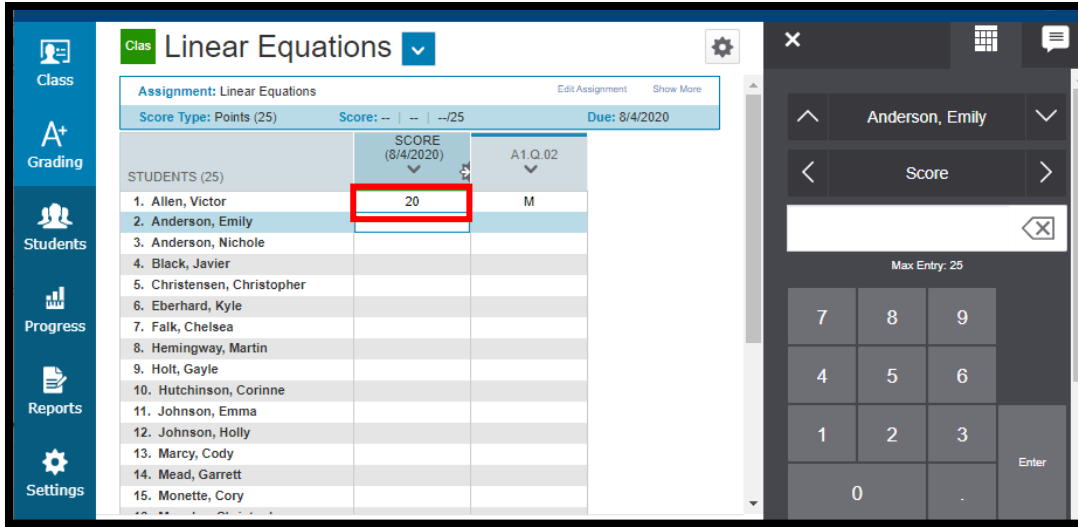 Class
Grading
Students
Progress
Reports
Settings
Clas Linear Equations
Assignment: Linear Equations Edit Assignment Show More
Score Type: Points (25) Score: -- | -- | --/25 Due: 8/4/2020
STUDENTS (25) SCORE (8/4/2020) A1.Q.02
1. Allen, Victor 20 M
2. Anderson, Emily
3. Anderson, Nichole
4. Black, Javier
5. Christensen, Christopher
6. Eberhard, Kyle
7. Falk, Chelsea
8. Hemingway, Martin
9. Holt, Gayle
10. Hutchinson, Corinne
11. Johnson, Emma
12. Johnson, Holly
13. Marcy, Cody
14. Mead, Garrett
15. Monette, Cory
Anderson, Emily
Score
Max Entry: 25
7 8 9
4 5 6
1 2 3
Enter
0 .